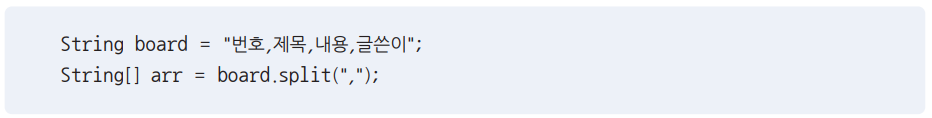 String board = "번호,제목,내용,글쓴이";
String[] arr = board.split(",");